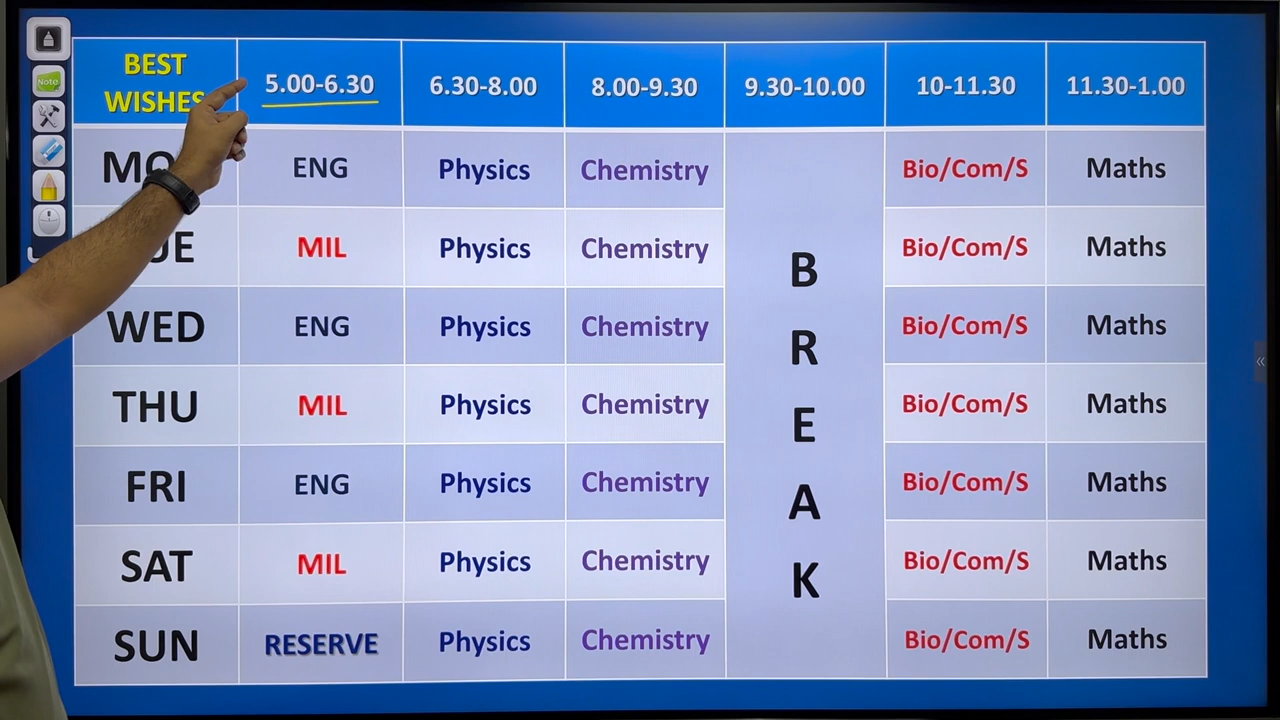 BEST
WISHES
5.00-6.30
6.30-8.00
8.00-9.30
9.30-10.00
10-11.30
11.30-1.00
ENG
Physics
Chemistry
Bio/Com/S
Maths
MIL
Physics
Chemistry
Bio/Com/S
Maths
WED
ENG
Physics
Chemistry
Bio/Com/S
Maths
THU
MIL
Physics
Chemistry
Bio/Com/S
Maths
FRI
ENG
Physics
Chemistry
Bio/Com/S
Maths
SAT
MIL
Physics
Chemistry
Bio/Com/S
Maths
SUN
RESERVE
Physics
Chemistry
Bio/Com/S
Maths
B
R
E
A
K
Note